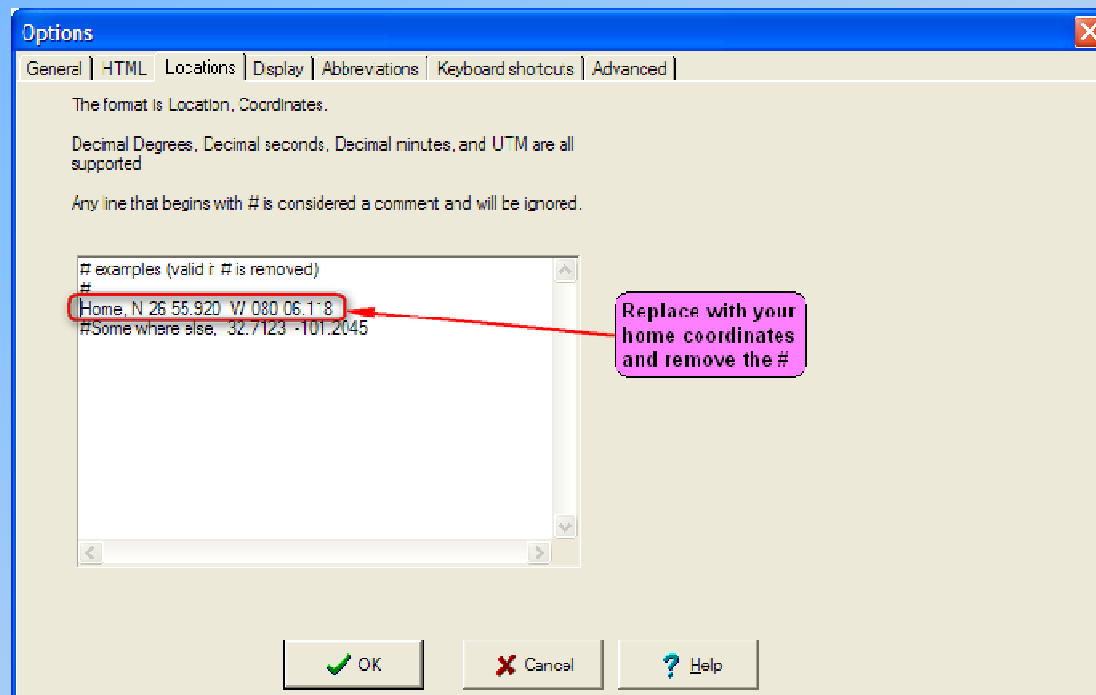 Options
General HTML Locations Display Abbreviations Keyboard shortcuts Advanced
The format is Location, Coordinates.
Decimal Degrees, Decimal seconds, Decimal minutes, and UTM are all
supported
Any line that begins with # is considered a comment and will be ignored.
# examples (valid if # is removed)
#
Home, N 26 55.920 W 080 06.118
#Some where else, 32.7123 -101.2045
Replace with your
home coordinates
and remove the #
OK Cancel Help